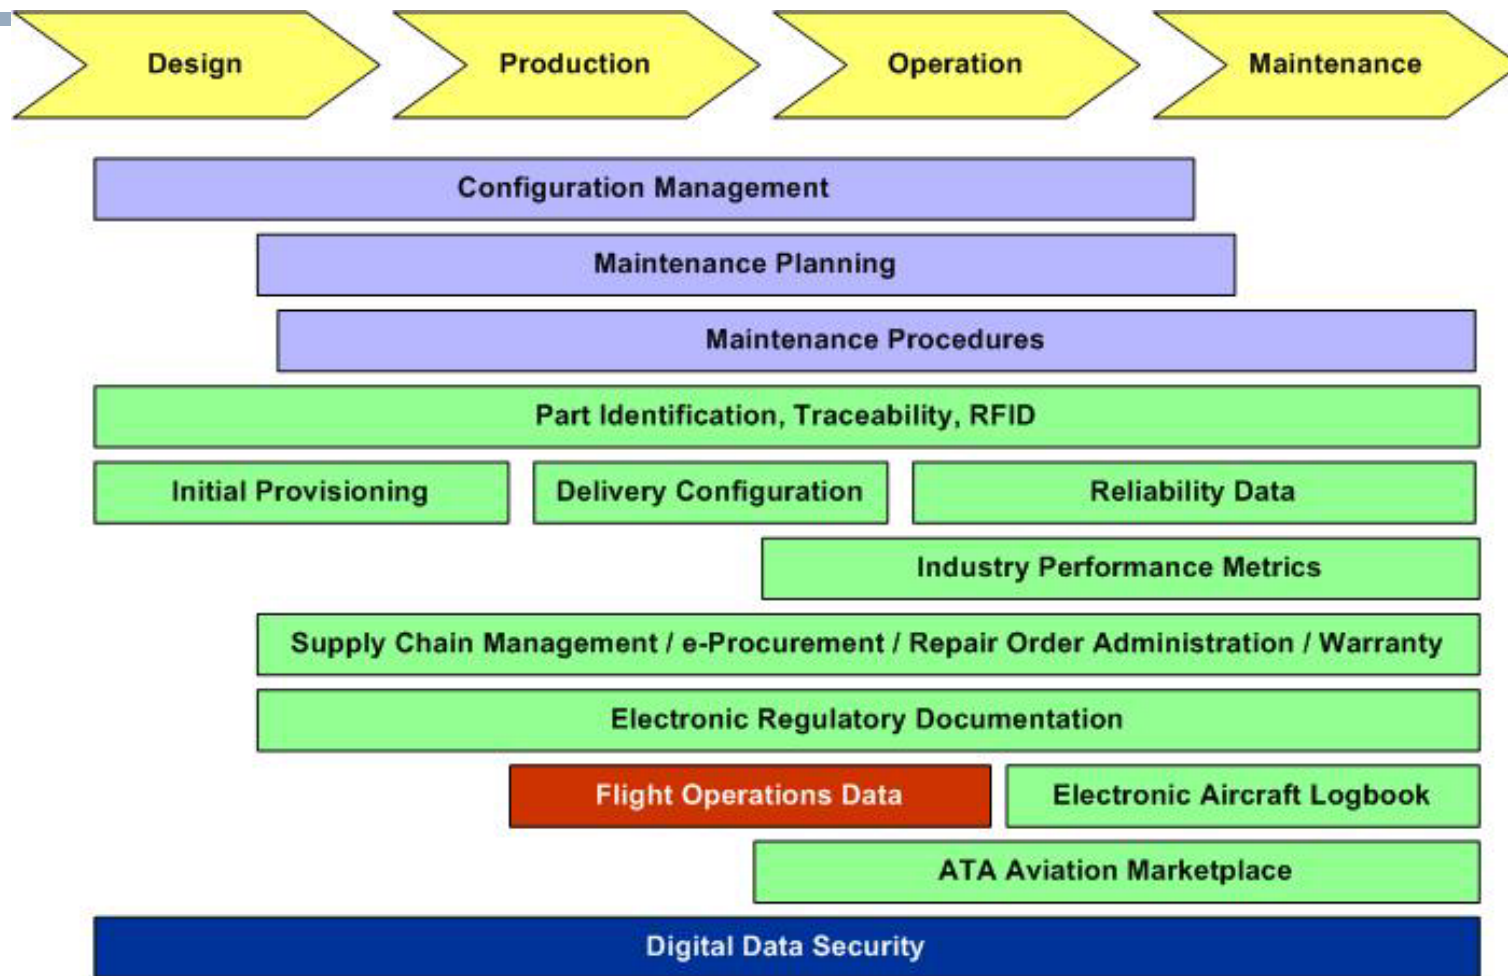 Design
Production
Operation
Maintenance
Configuration Management
Maintenance Planning
Maintenance Procedures
Part Identification, Traceability, RFID
Initial Provisioning
Delivery Configuration
Reliability Data
Industry Performance Metrics
Supply Chain Management / e-Procurement / Repair Order Administration / Warranty
Electronic Regulatory Documentation
Flight Operations Data
Electronic Aircraft Logbook
ATA Aviation Marketplace
Digital Data Security